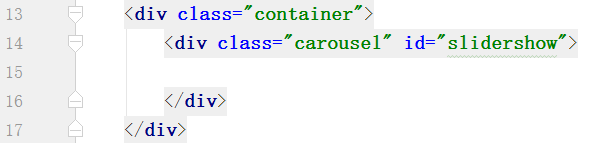 13 <div class="container">
14 <div class="carousel" id="slidershow">
15
16 </div>
17 </div>